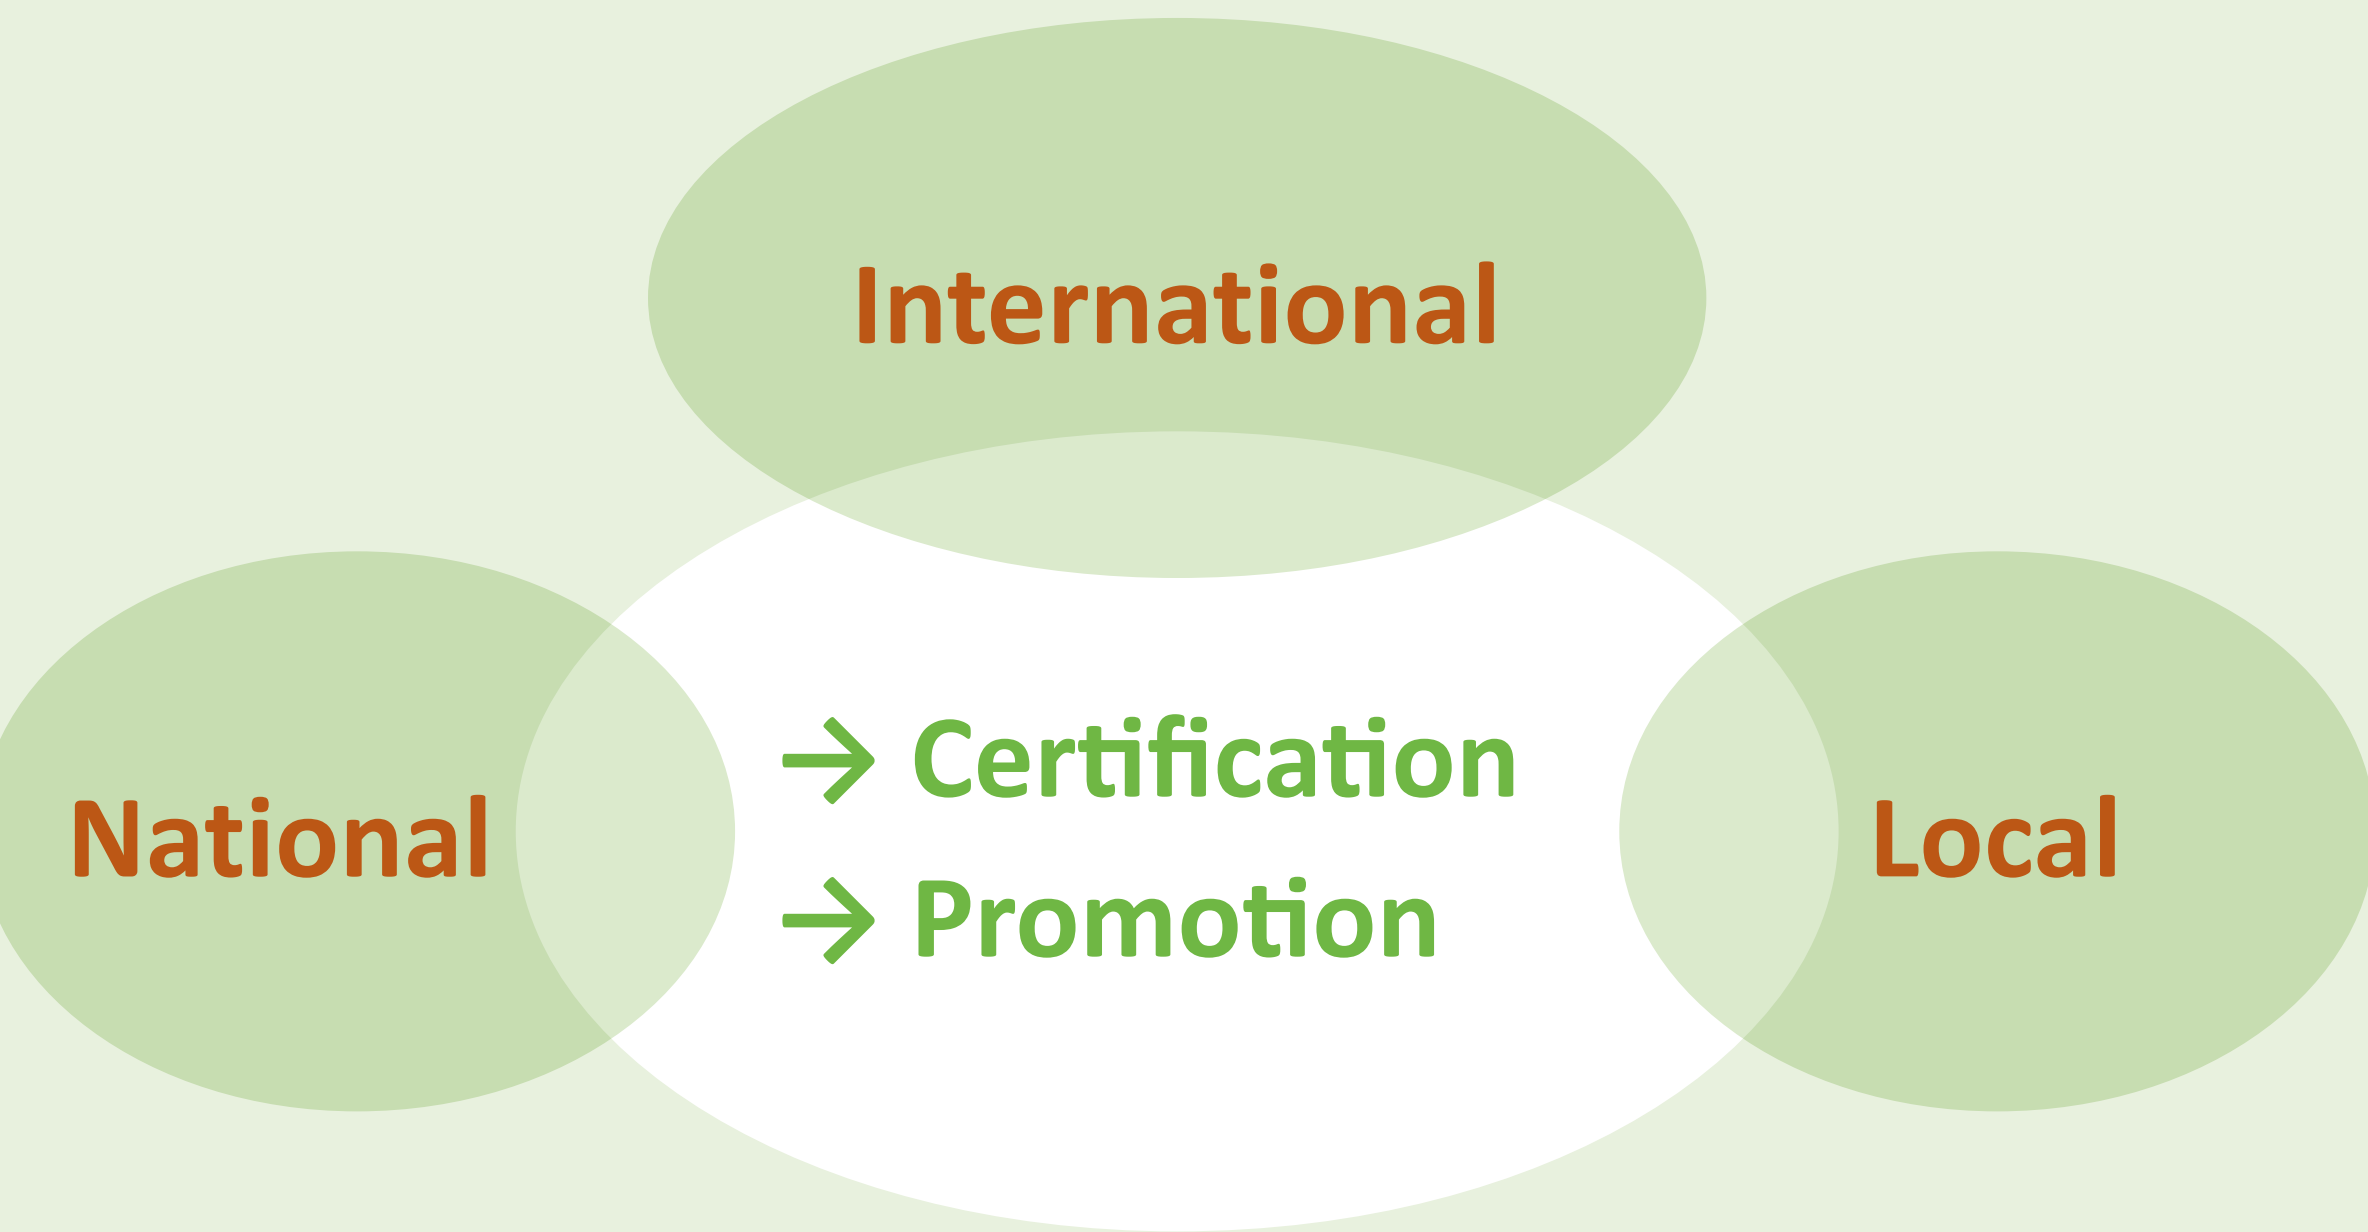 International
→ Certification
National
Local
→ Promotion